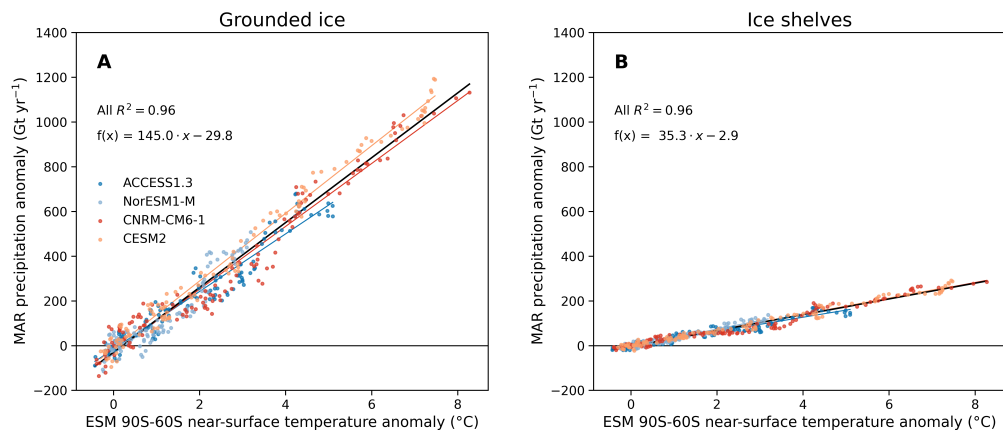 Grounded ice
1400
1200
1000
800
600
400
200
0
−200
MAR precipitation anomaly (Gt yr⁻¹)
A
All R² = 0.96
f(x) = 145.0 · x − 29.8
ACCESS1.3
NorESM1-M
CNRM-CM6-1
CESM2
0 2 4 6 8
ESM 90S-60S near-surface temperature anomaly (°C)
Ice shelves
1400
1200
1000
800
600
400
200
0
−200
MAR precipitation anomaly (Gt yr⁻¹)
B
All R² = 0.96
f(x) = 35.3 · x − 2.9
0 2 4 6 8
ESM 90S-60S near-surface temperature anomaly (°C)